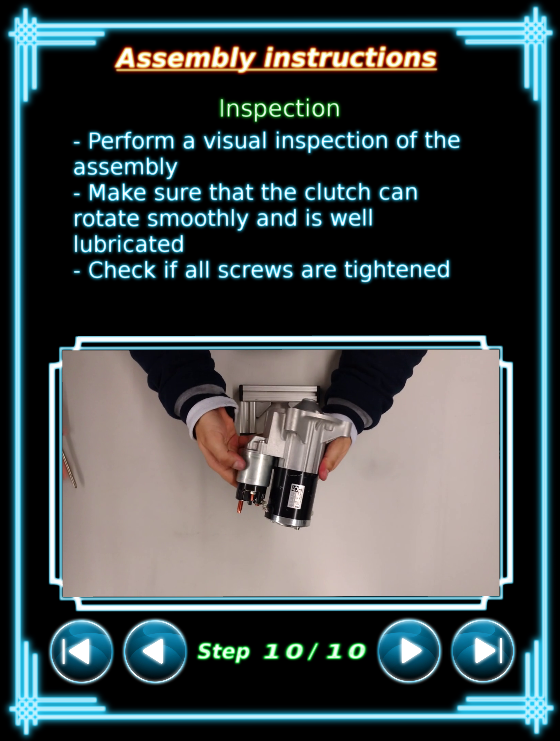 Assembly instructions
Inspection
- Perform a visual inspection of the
assembly
- Make sure that the clutch can
rotate smoothly and is well
lubricated
- Check if all screws are tightened
Step 10/10